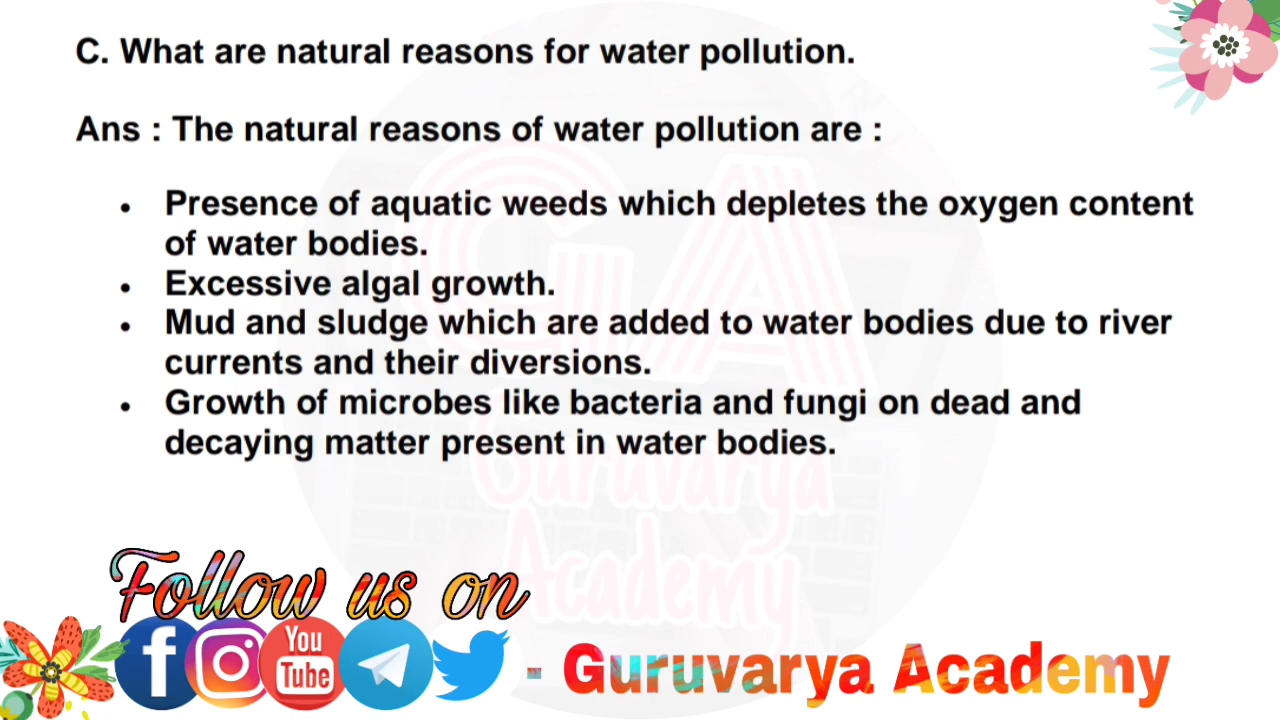 C. What are natural reasons for water pollution.
Ans : The natural reasons of water pollution are :
• Presence of aquatic weeds which depletes the oxygen content
of water bodies.
• Excessive algal growth.
• Mud and sludge which are added to water bodies due to river
currents and their diversions.
• Growth of microbes like bacteria and fungi on dead and
decaying matter present in water bodies.
GA
Guruvarya
Academy
Follow us on
f You Tube - Guruvarya Academy